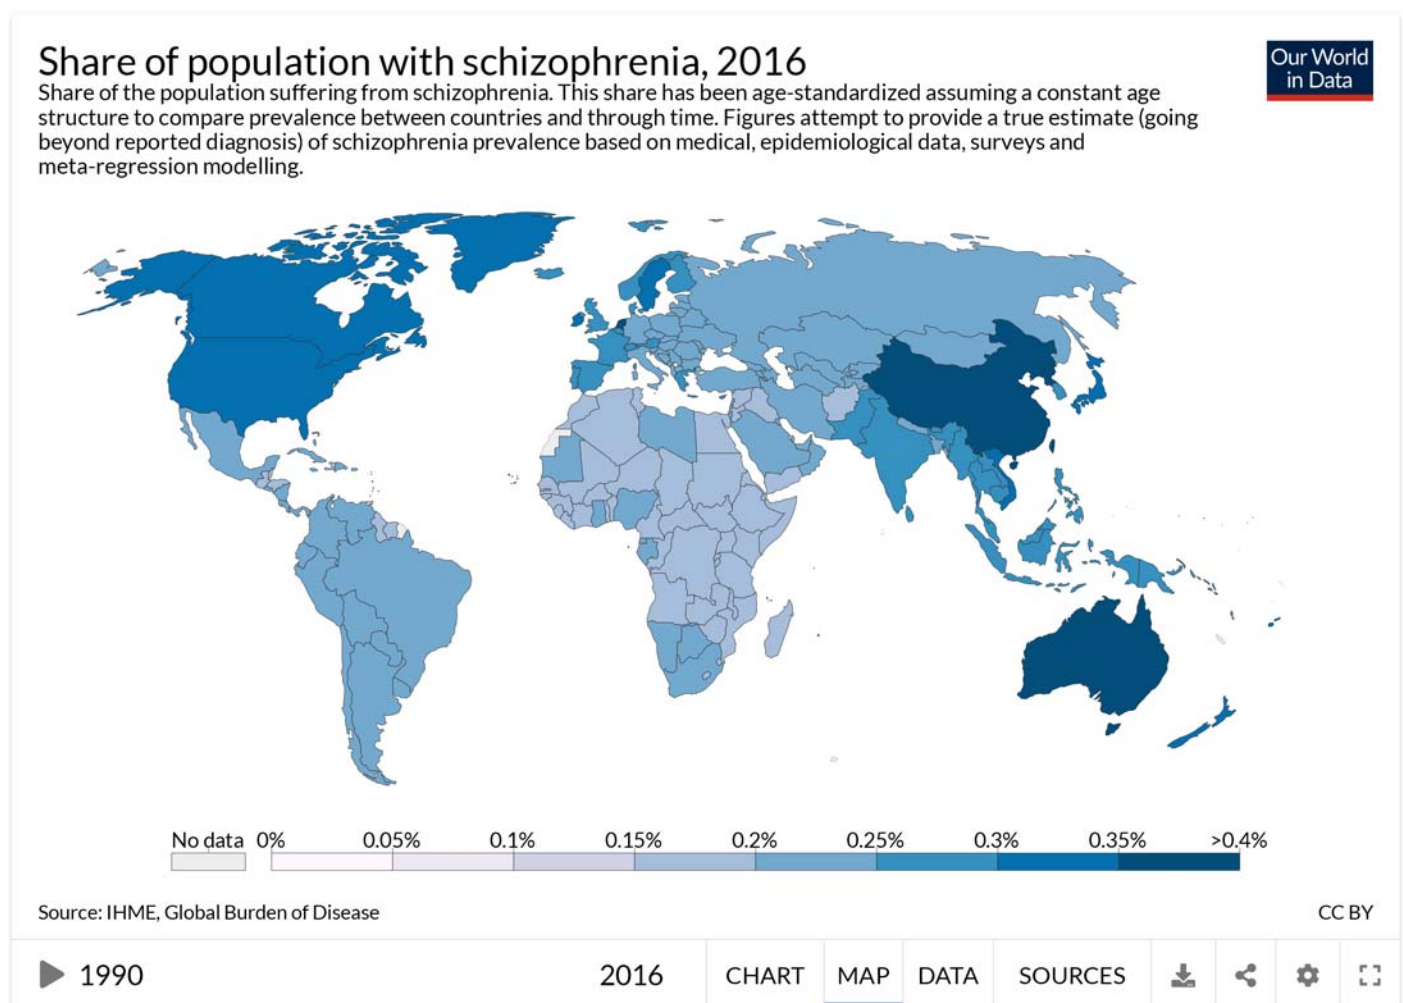 Share of population with schizophrenia, 2016
Our World
in Data
Share of the population suffering from schizophrenia. This share has been age-standardized assuming a constant age
structure to compare prevalence between countries and through time. Figures attempt to provide a true estimate (going
beyond reported diagnosis) of schizophrenia prevalence based on medical, epidemiological data, surveys and
meta-regression modelling.
No data 0% 0.05% 0.1% 0.15% 0.2% 0.25% 0.3% 0.35% >0.4%
Source: IHME, Global Burden of Disease
CC BY
1990 2016 CHART MAP DATA SOURCES